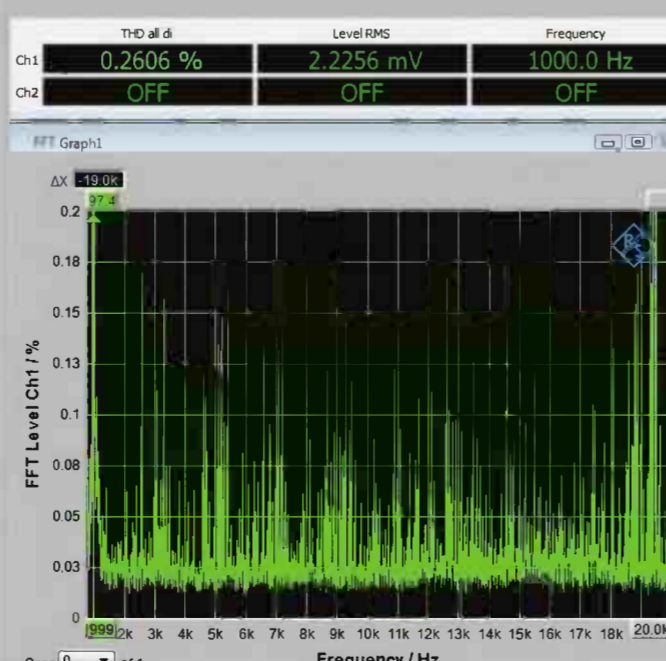 THD all di Level RMS Frequency
Ch1 0.2606 % 2.2256 mV 1000.0 Hz
Ch2 OFF OFF OFF
FFT Graph1
ΔX -19.0k
97.4
0.2
0.18
0.15
0.13
0.1
0.08
0.05
0.03
0
FFT Level Ch1 / %
999 2k 3k 4k 5k 6k 7k 8k 9k 10k 11k 12k 13k 14k 15k 16k 17k 18k 20.0k
Frequency / Hz